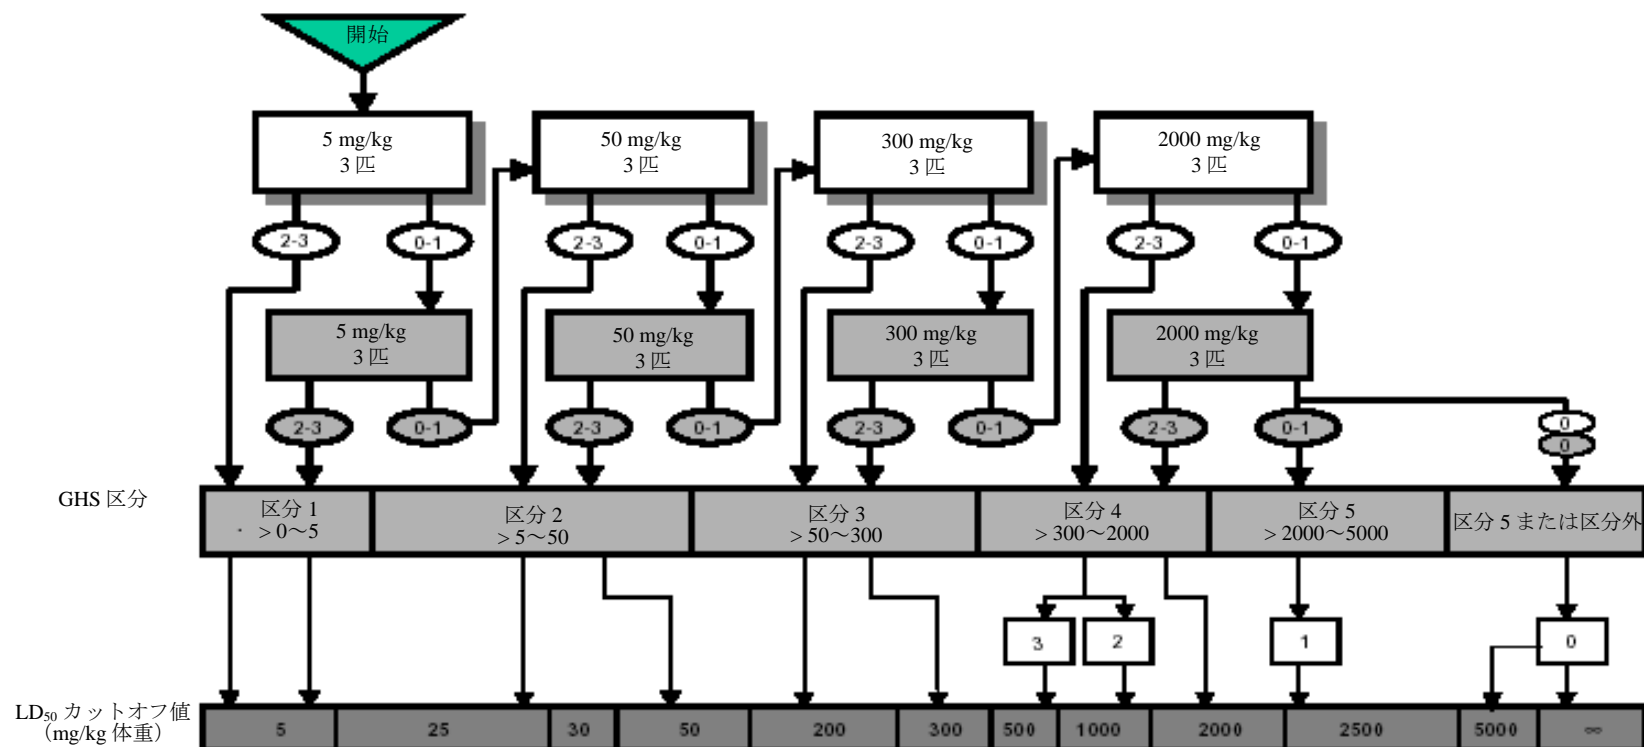 開始
5 mg/kg
3 匹
50 mg/kg
3 匹
300 mg/kg
3 匹
2000 mg/kg
3 匹
2-3
0-1
2-3
0-1
2-3
0-1
2-3
0-1
5 mg/kg
3 匹
50 mg/kg
3 匹
300 mg/kg
3 匹
2000 mg/kg
3 匹
2-3
0-1
2-3
0-1
2-3
0-1
2-3
0-1
0
0
GHS 区分
区分 1
> 0～5
区分 2
> 5～50
区分 3
> 50～300
区分 4
> 300～2000
区分 5
> 2000～5000
区分 5 または区分外
3
2
1
0
LD₅₀ カットオフ値
（mg/kg 体重）
5
25
30
50
200
300
500
1000
2000
2500
5000
∞